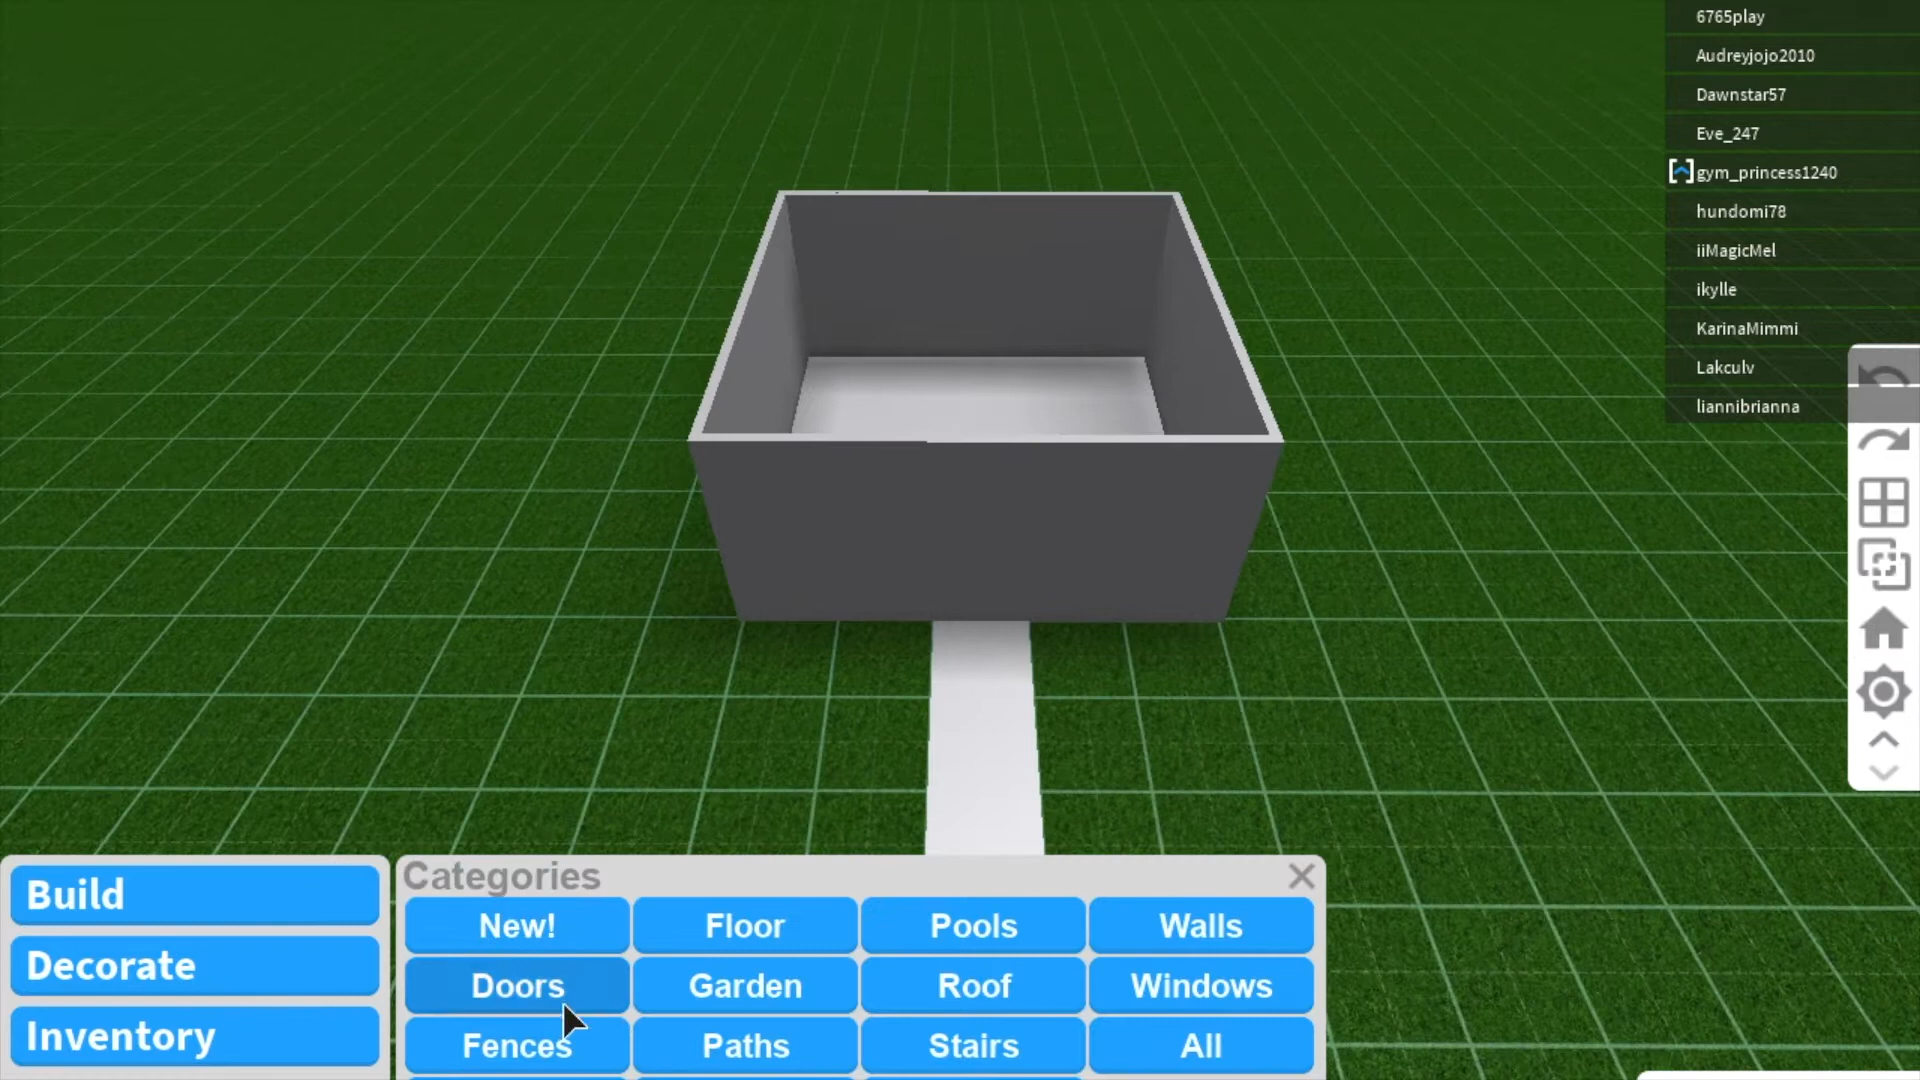 6765play
Audreyjojo2010
Dawnstar57
Eve_247
gym_princess1240
hundomi78
iiMagicMel
ikylle
KarinaMimmi
Lakculv
liannibrianna
Build
Decorate
Inventory
Categories
New! Floor Pools Walls
Doors Garden Roof Windows
Fences Paths Stairs All